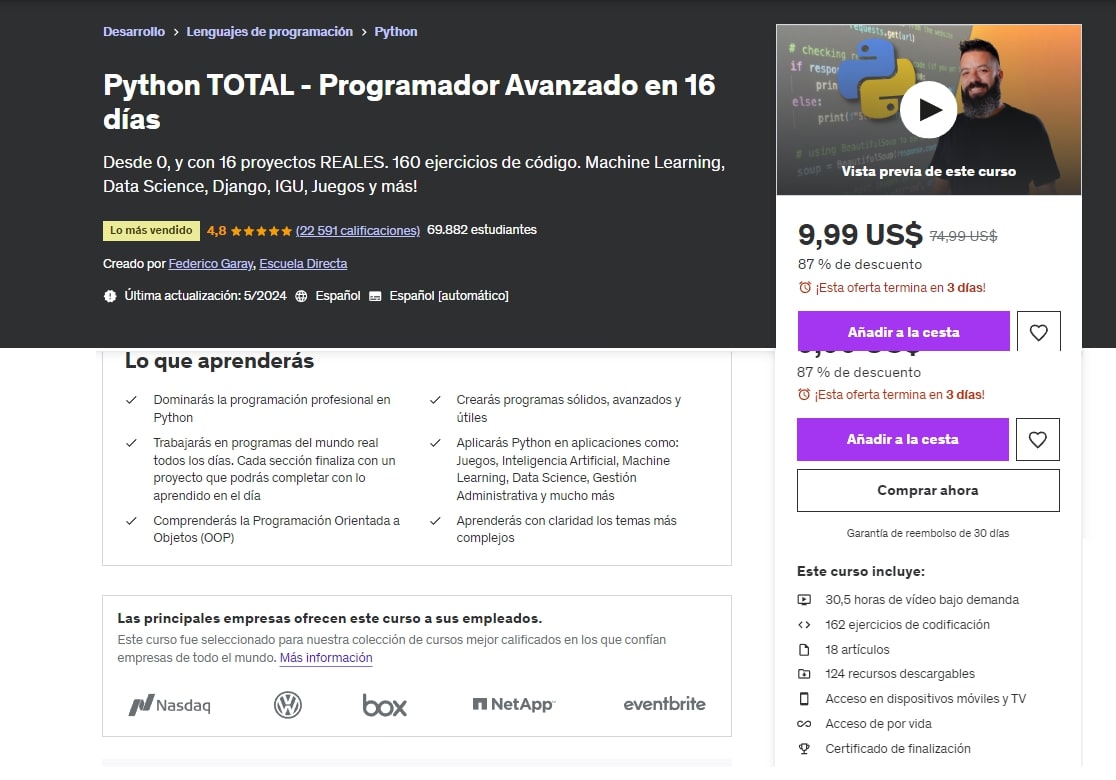 Desarrollo > Lenguajes de programación > Python
Python TOTAL - Programador Avanzado en 16
días
Desde 0, y con 16 proyectos REALES. 160 ejercicios de código. Machine Learning,
Data Science, Django, IGU, Juegos y más!
Lo más vendido 4,8 (22 591 calificaciones) 69.882 estudiantes
Creado por Federico Garay, Escuela Directa
Última actualización: 5/2024 Español Español [automático]
# checking
if
print
else:
print(f"
# using BeautifulSoup to
soup = BeautifulSoup(response.
Vista previa de este curso
9,99 US$ 74,99 US$
87 % de descuento
¡Esta oferta termina en 3 días!
Añadir a la cesta
87 % de descuento
¡Esta oferta termina en 3 días!
Añadir a la cesta
Comprar ahora
Garantía de reembolso de 30 días
Este curso incluye:
30,5 horas de vídeo bajo demanda
162 ejercicios de codificación
18 artículos
124 recursos descargables
Acceso en dispositivos móviles y TV
Acceso de por vida
Certificado de finalización
Lo que aprenderás
Dominarás la programación profesional en
Python
Trabajarás en programas del mundo real
todos los días. Cada sección finaliza con un
proyecto que podrás completar con lo
aprendido en el día
Comprenderás la Programación Orientada a
Objetos (OOP)
Crearás programas sólidos, avanzados y
útiles
Aplicarás Python en aplicaciones como:
Juegos, Inteligencia Artificial, Machine
Learning, Data Science, Gestión
Administrativa y mucho más
Aprenderás con claridad los temas más
complejos
Las principales empresas ofrecen este curso a sus empleados.
Este curso fue seleccionado para nuestra colección de cursos mejor calificados en los que confían
empresas de todo el mundo. Más información
Nasdaq
box
NetApp
eventbrite